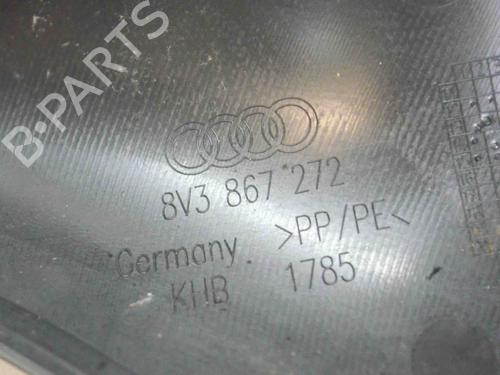 B-PARTS
8V3 867 272
Germany. >PP/PE<
KHB 1785